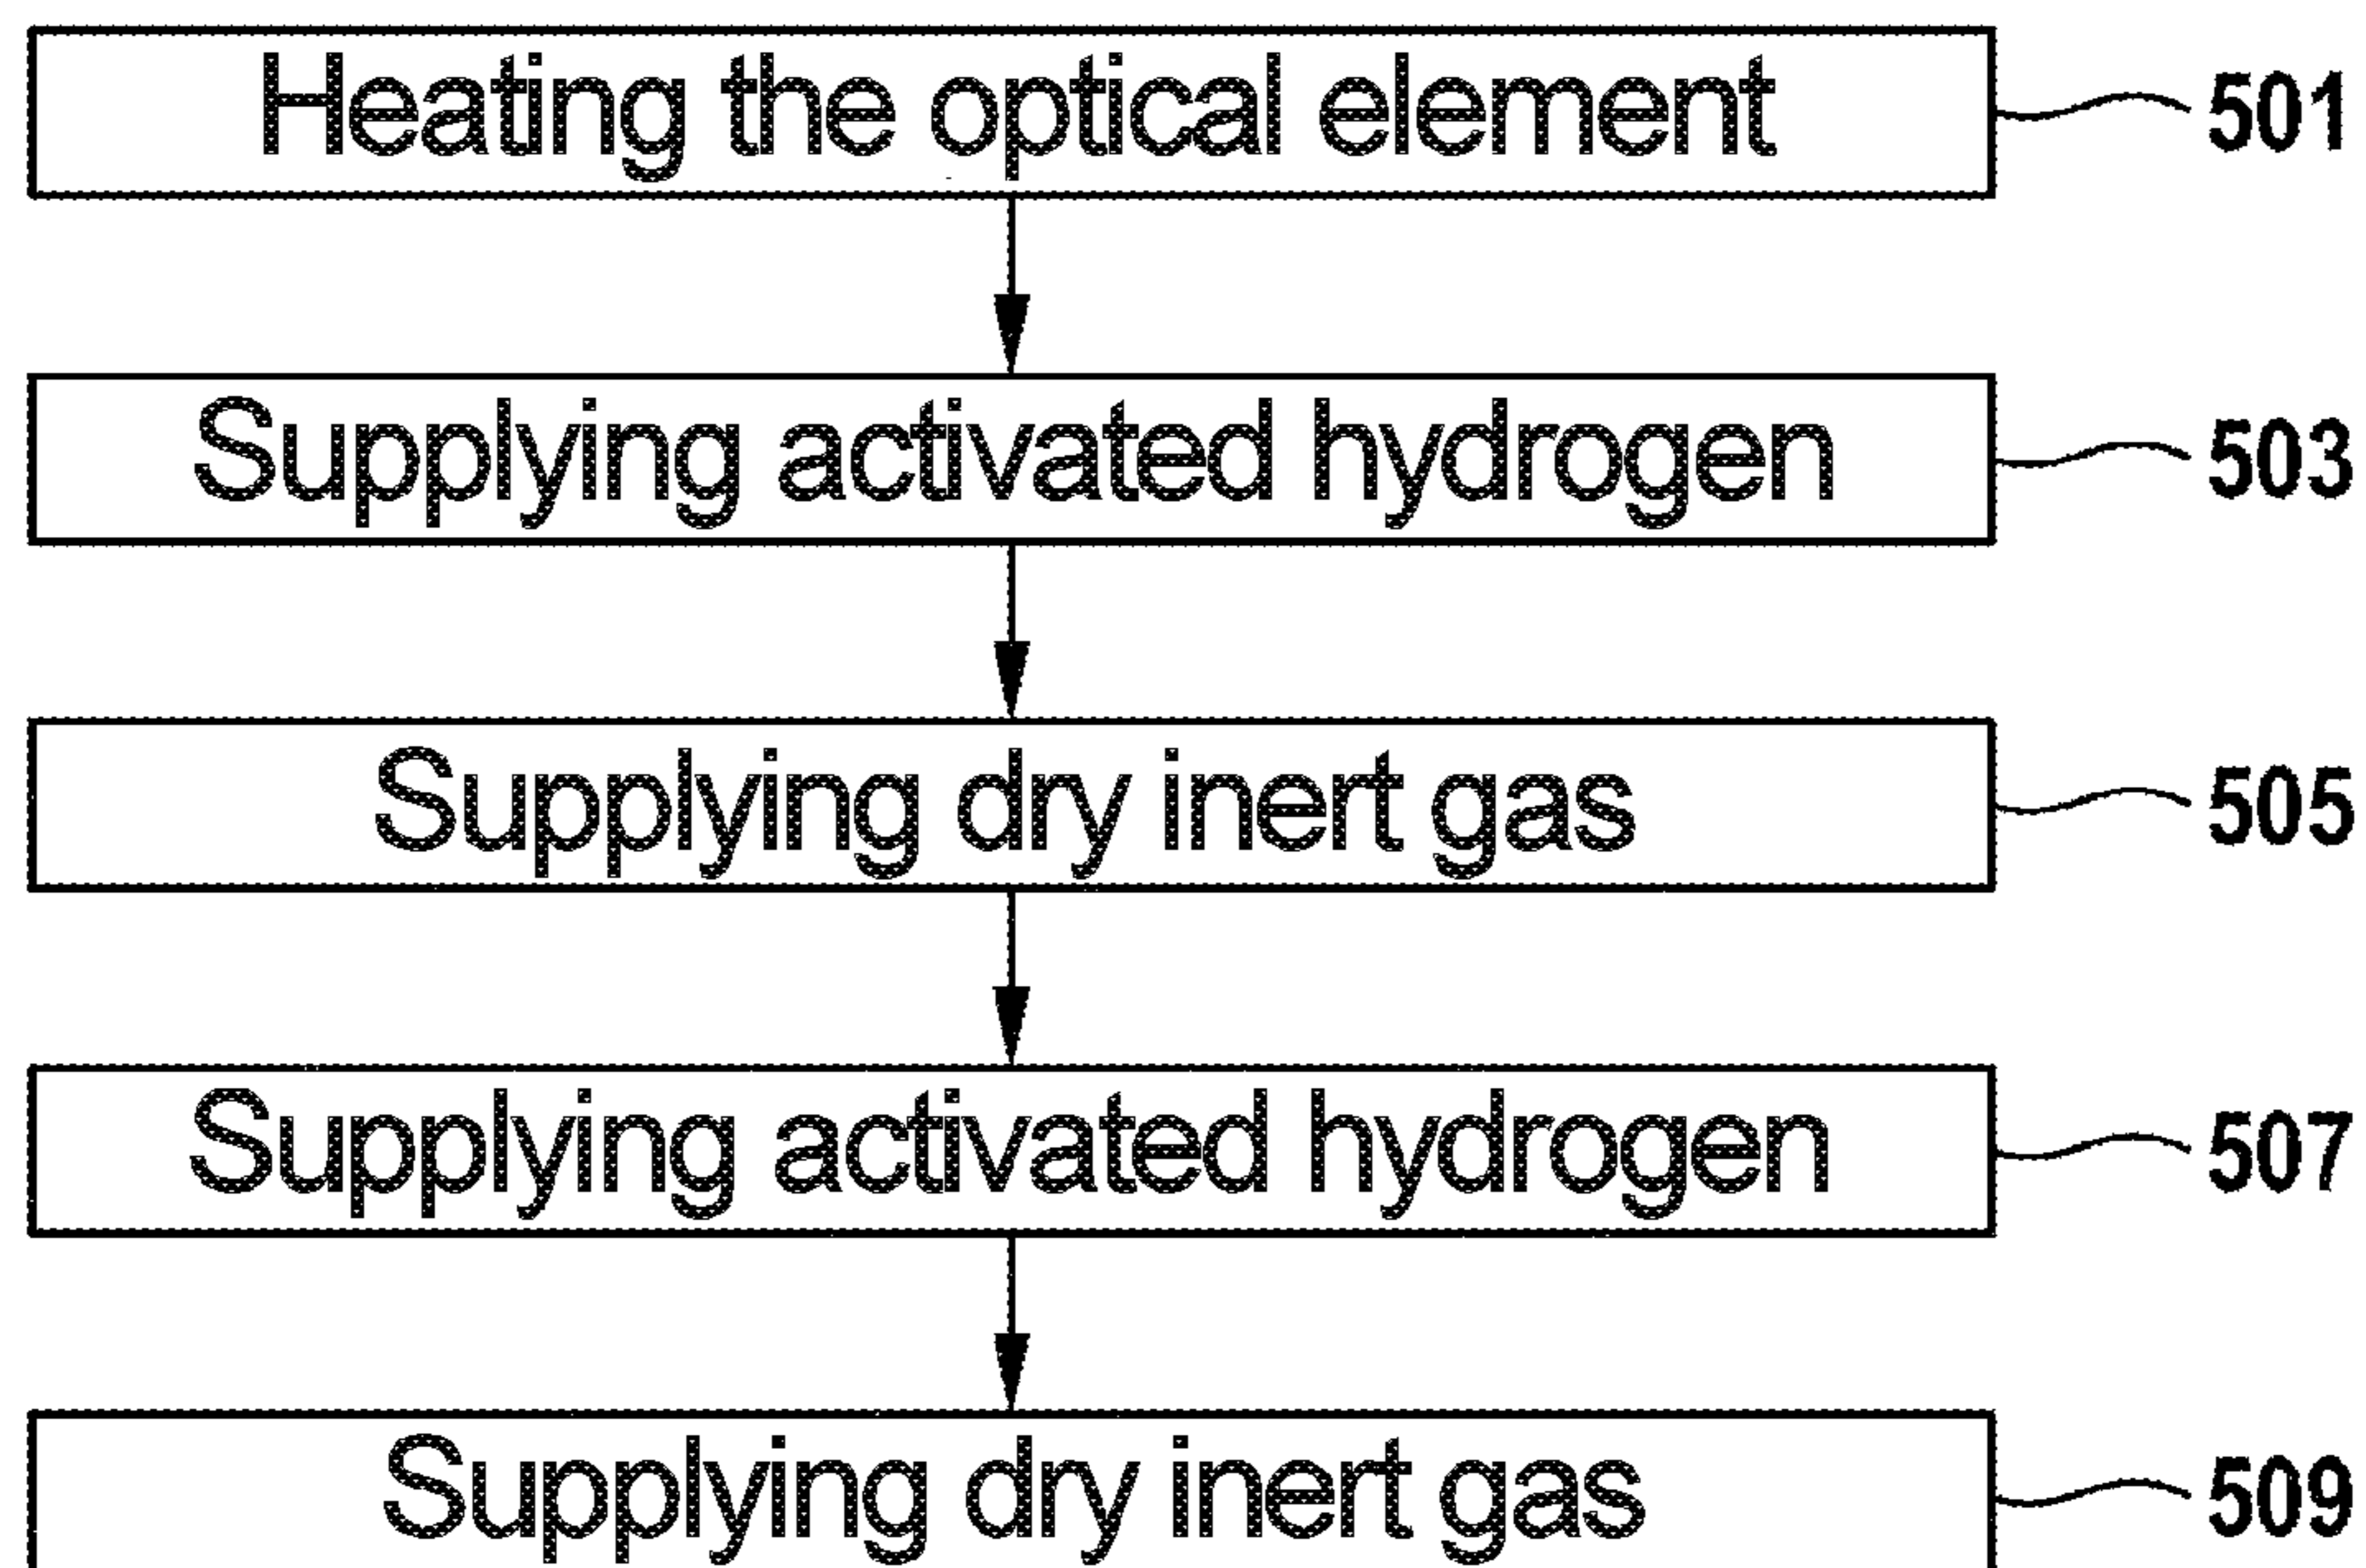 Heating the optical element 501
Supplying activated hydrogen 503
Supplying dry inert gas 505
Supplying activated hydrogen 507
Supplying dry inert gas 509